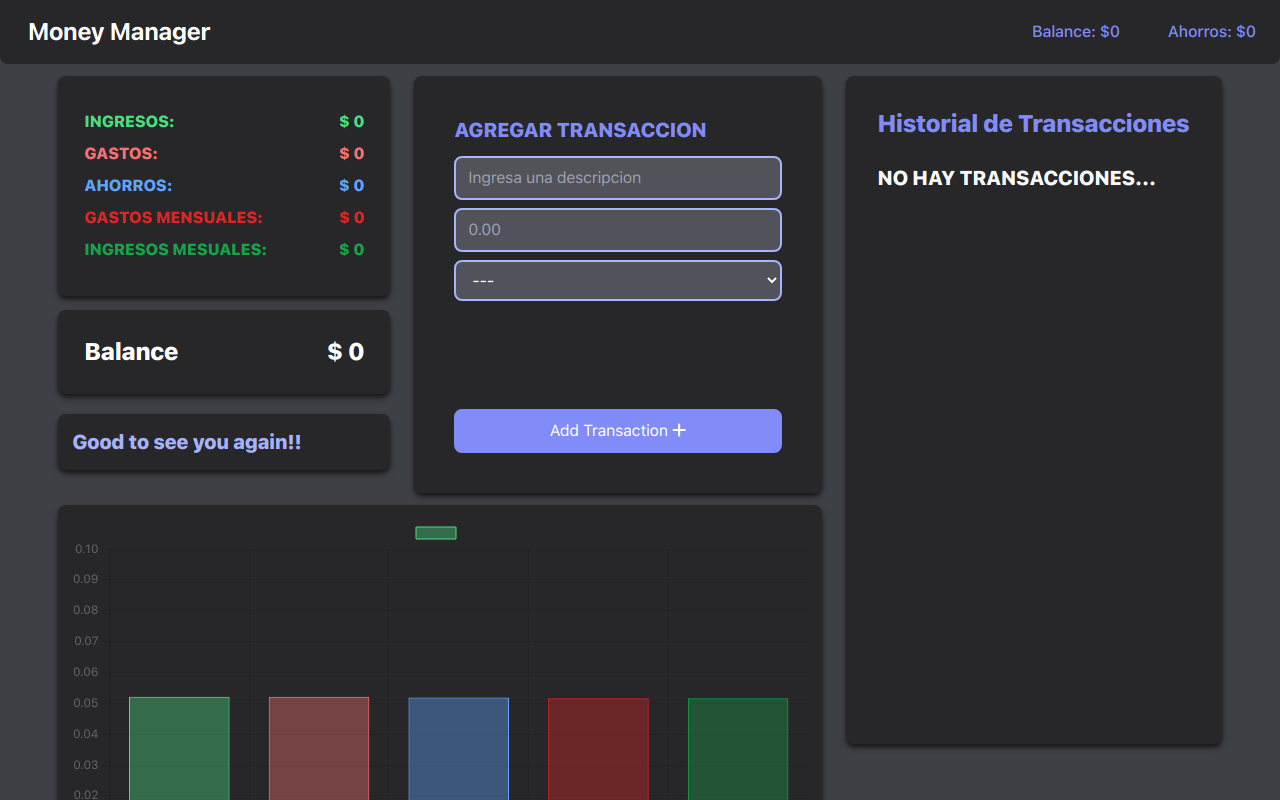 Money Manager
Balance: $0
Ahorros: $0
INGRESOS: $ 0
GASTOS: $ 0
AHORROS: $ 0
GASTOS MENSUALES: $ 0
INGRESOS MESUALES: $ 0
Balance $ 0
Good to see you again!!
AGREGAR TRANSACCION
Ingresa una descripcion
0.00
---
Add Transaction +
Historial de Transacciones
NO HAY TRANSACCIONES...
0.10
0.09
0.08
0.07
0.06
0.05
0.04
0.03
0.02